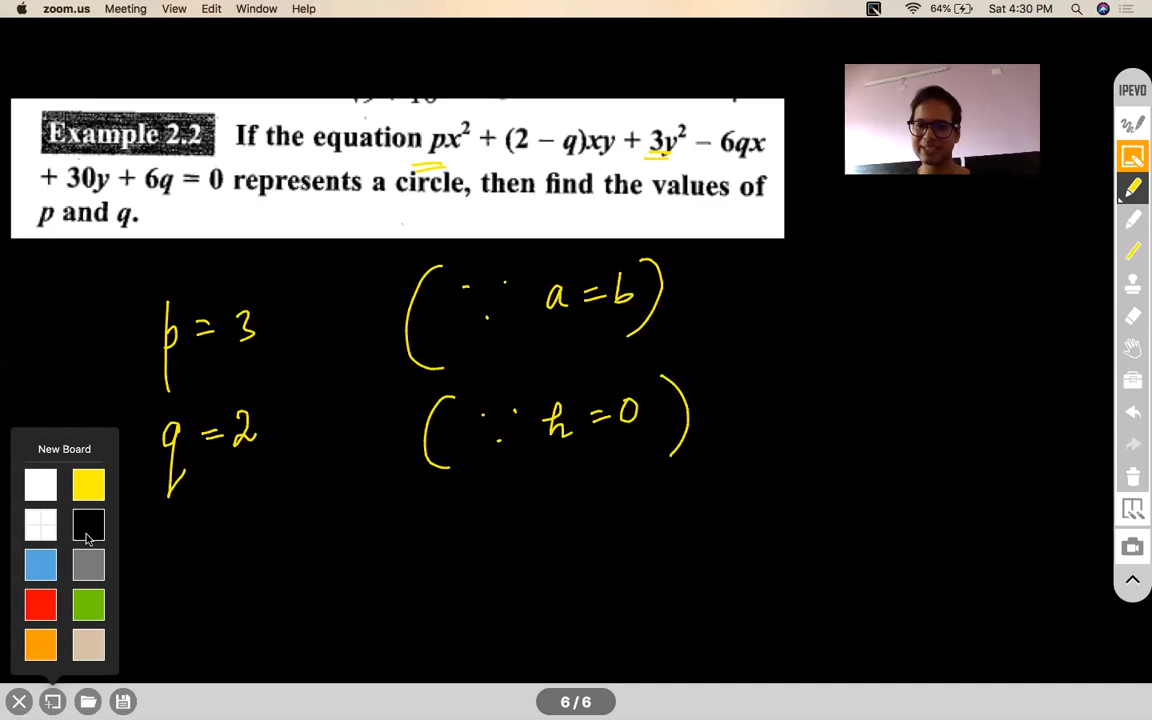 zoom.us Meeting View Edit Window Help 64% Sat 4:30 PM
IPEVO
Example 2.2 If the equation px² + (2 − q)xy + 3y² − 6qx
+ 30y + 6q = 0 represents a circle, then find the values of
p and q.
p = 3 (∵ a = b)
q = 2 (∵ h = 0)
New Board
6/6